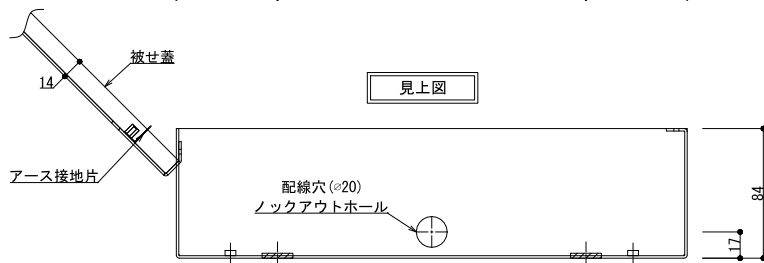 被せ蓋
14
見上図
アース接地片
配線穴(⌀20)
ノックアウトホール
84
17